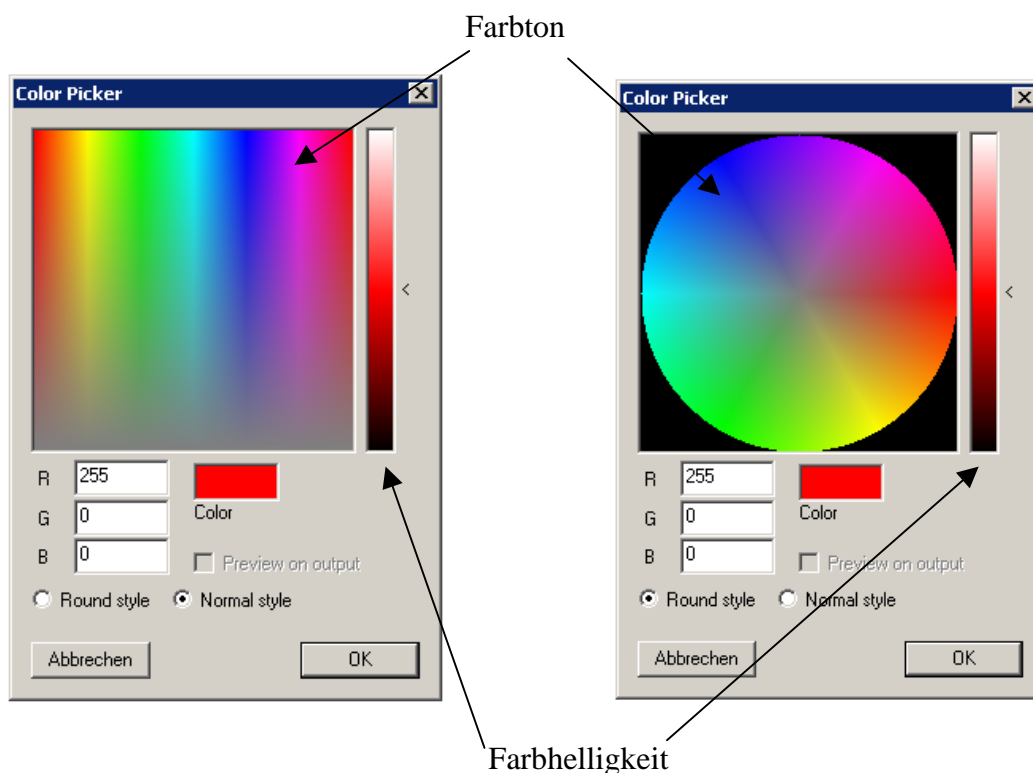 Farbton
Color Picker
R 255
G 0
B 0
Color
Preview on output
Round style Normal style
Abbrechen OK
Color Picker
R 255
G 0
B 0
Color
Preview on output
Round style Normal style
Abbrechen OK
Farbhelligkeit